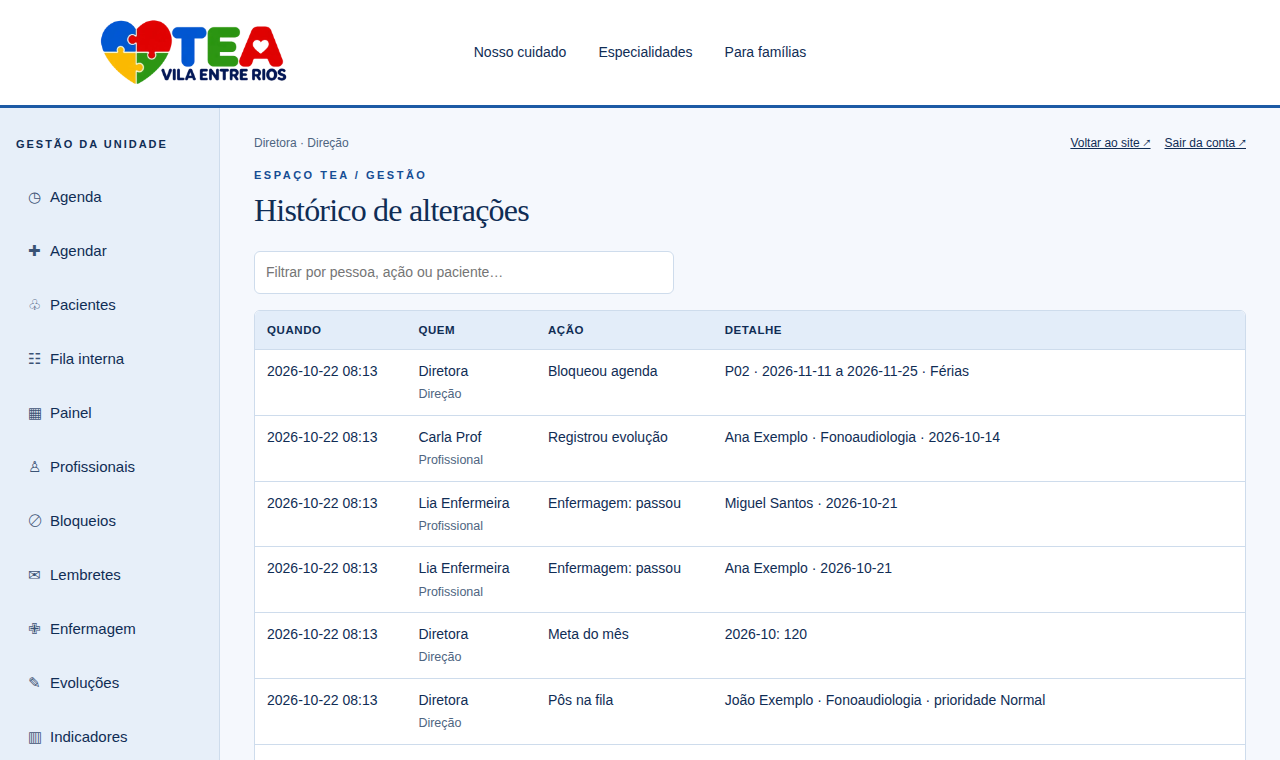 TEA
VILA ENTRE RIOS
Nosso cuidado Especialidades Para famílias
GESTÃO DA UNIDADE
Agenda
Agendar
Pacientes
Fila interna
Painel
Profissionais
Bloqueios
Lembretes
Enfermagem
Evoluções
Indicadores
Diretora · Direção
Voltar ao site ↗ Sair da conta ↗
ESPAÇO TEA / GESTÃO
Histórico de alterações
Filtrar por pessoa, ação ou paciente…
QUANDO QUEM AÇÃO DETALHE
2026-10-22 08:13 Diretora Bloqueou agenda P02 · 2026-11-11 a 2026-11-25 · Férias
Direção
2026-10-22 08:13 Carla Prof Registrou evolução Ana Exemplo · Fonoaudiologia · 2026-10-14
Profissional
2026-10-22 08:13 Lia Enfermeira Enfermagem: passou Miguel Santos · 2026-10-21
Profissional
2026-10-22 08:13 Lia Enfermeira Enfermagem: passou Ana Exemplo · 2026-10-21
Profissional
2026-10-22 08:13 Diretora Meta do mês 2026-10: 120
Direção
2026-10-22 08:13 Diretora Pôs na fila João Exemplo · Fonoaudiologia · prioridade Normal
Direção